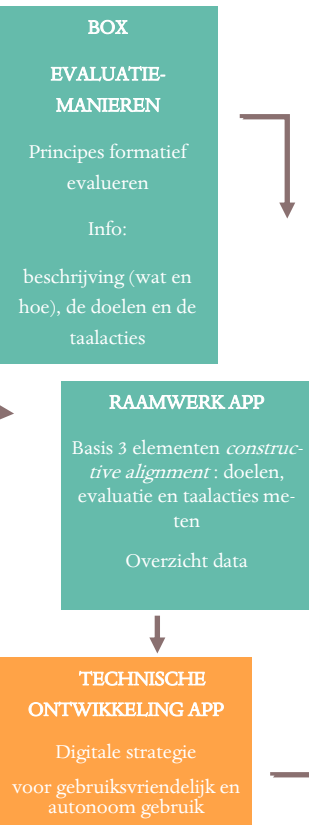 BOX
EVALUATIE-
MANIEREN
Principes formatief
evalueren
Info:
beschrijving (wat en
hoe), de doelen en de
taalacties
RAAMWERK APP
Basis 3 elementen construc-
tive alignment : doelen,
evaluatie en taalacties me-
ten
Overzicht data
TECHNISCHE
ONTWIKKELING APP
Digitale strategie
voor gebruiksvriendelijk en
autonoom gebruik